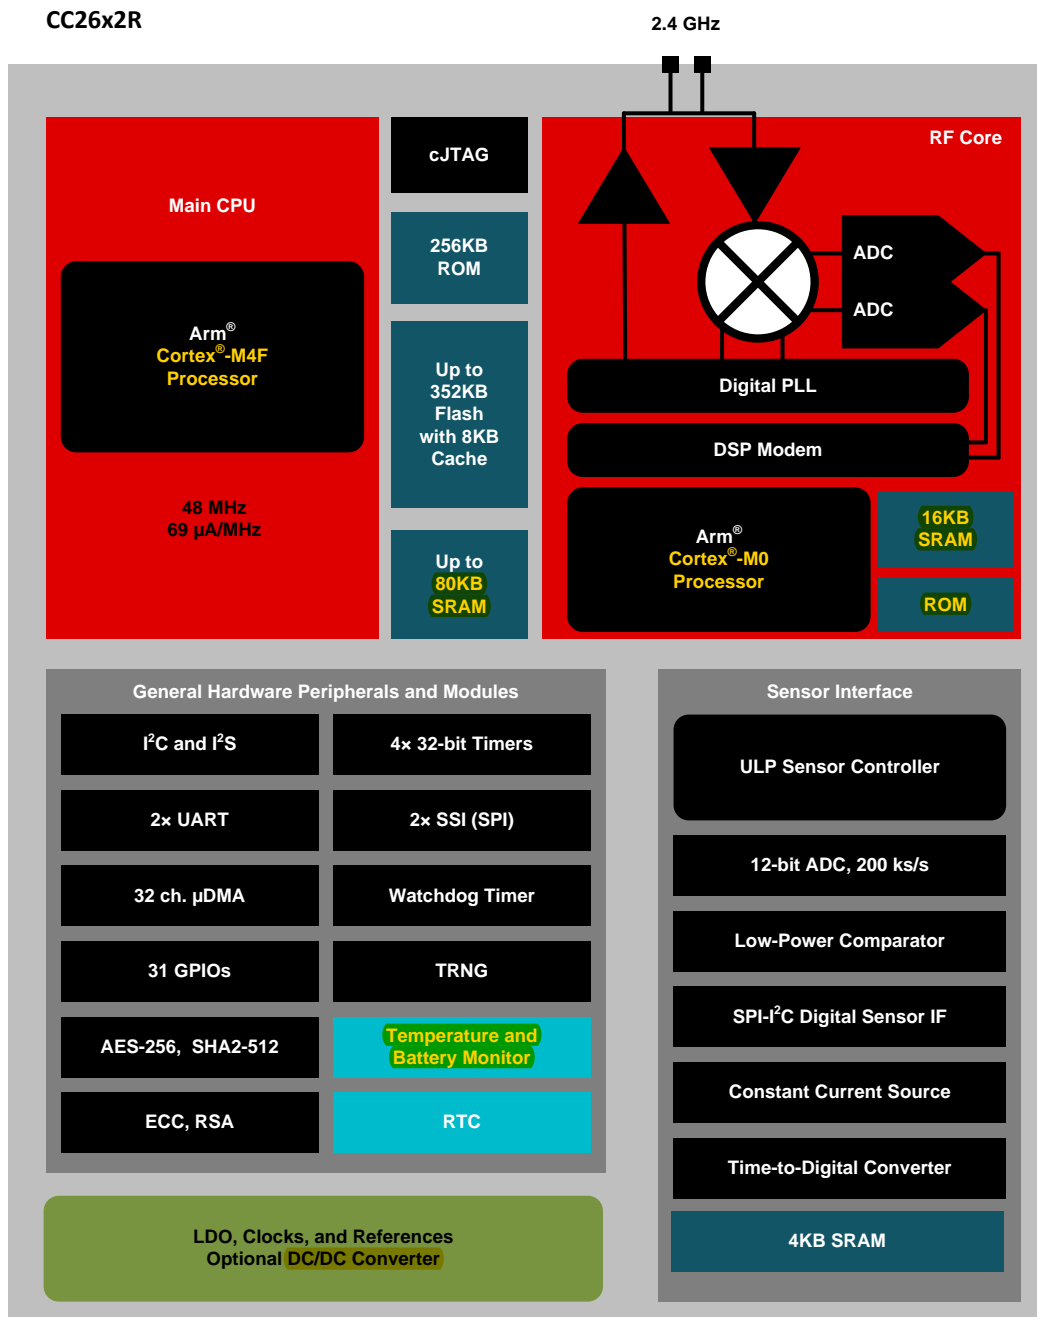 CC26x2R
2.4 GHz
Main CPU
Arm®
Cortex®-M4F
Processor
48 MHz
69 µA/MHz
cJTAG
256KB
ROM
Up to
352KB
Flash
with 8KB
Cache
Up to
80KB
SRAM
RF Core
ADC
ADC
Digital PLL
DSP Modem
Arm®
Cortex®-M0
Processor
16KB
SRAM
ROM
General Hardware Peripherals and Modules
I²C and I²S
4× 32-bit Timers
2× UART
2× SSI (SPI)
32 ch. µDMA
Watchdog Timer
31 GPIOs
TRNG
AES-256, SHA2-512
Temperature and
Battery Monitor
ECC, RSA
RTC
LDO, Clocks, and References
Optional DC/DC Converter
Sensor Interface
ULP Sensor Controller
12-bit ADC, 200 ks/s
Low-Power Comparator
SPI-I²C Digital Sensor IF
Constant Current Source
Time-to-Digital Converter
4KB SRAM